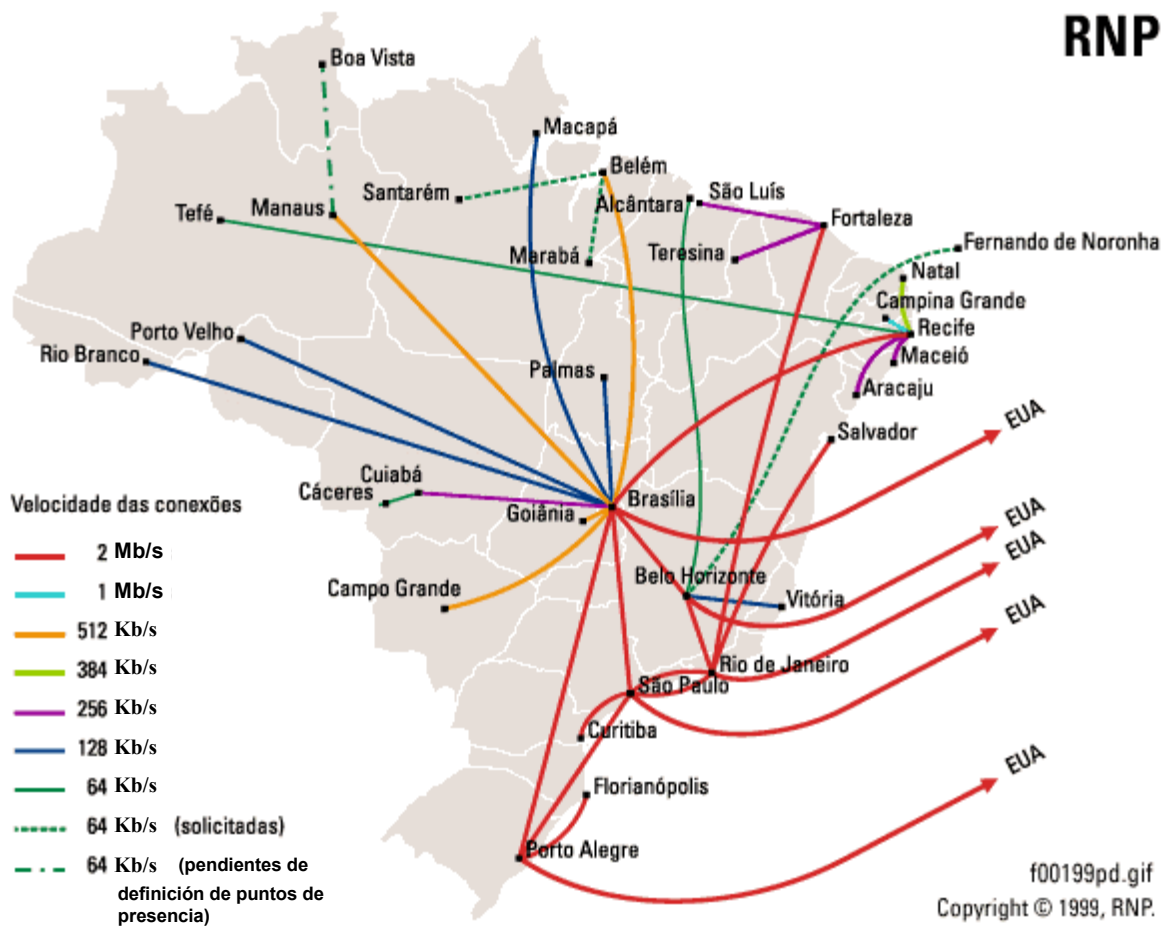 RNP
Boa Vista
Macapá
Belém
Santarém
Alcântara
São Luís
Tefé
Manaus
Fortaleza
Marabá
Teresina
Fernando de Noronha
Natal
Campina Grande
Recife
Porto Velho
Rio Branco
Maceió
Palmas
Aracaju
EUA
Salvador
Cuiabá
Cáceres
Brasília
Goiânia
EUA
EUA
Belo Horizonte
Campo Grande
Vitória
EUA
Rio de Janeiro
São Paulo
Curitiba
EUA
Florianópolis
Porto Alegre
Velocidade das conexões
2 Mb/s
1 Mb/s
512 Kb/s
384 Kb/s
256 Kb/s
128 Kb/s
64 Kb/s
64 Kb/s (solicitadas)
64 Kb/s (pendientes de
definición de puntos de
presencia)
f00199pd.gif
Copyright © 1999, RNP.